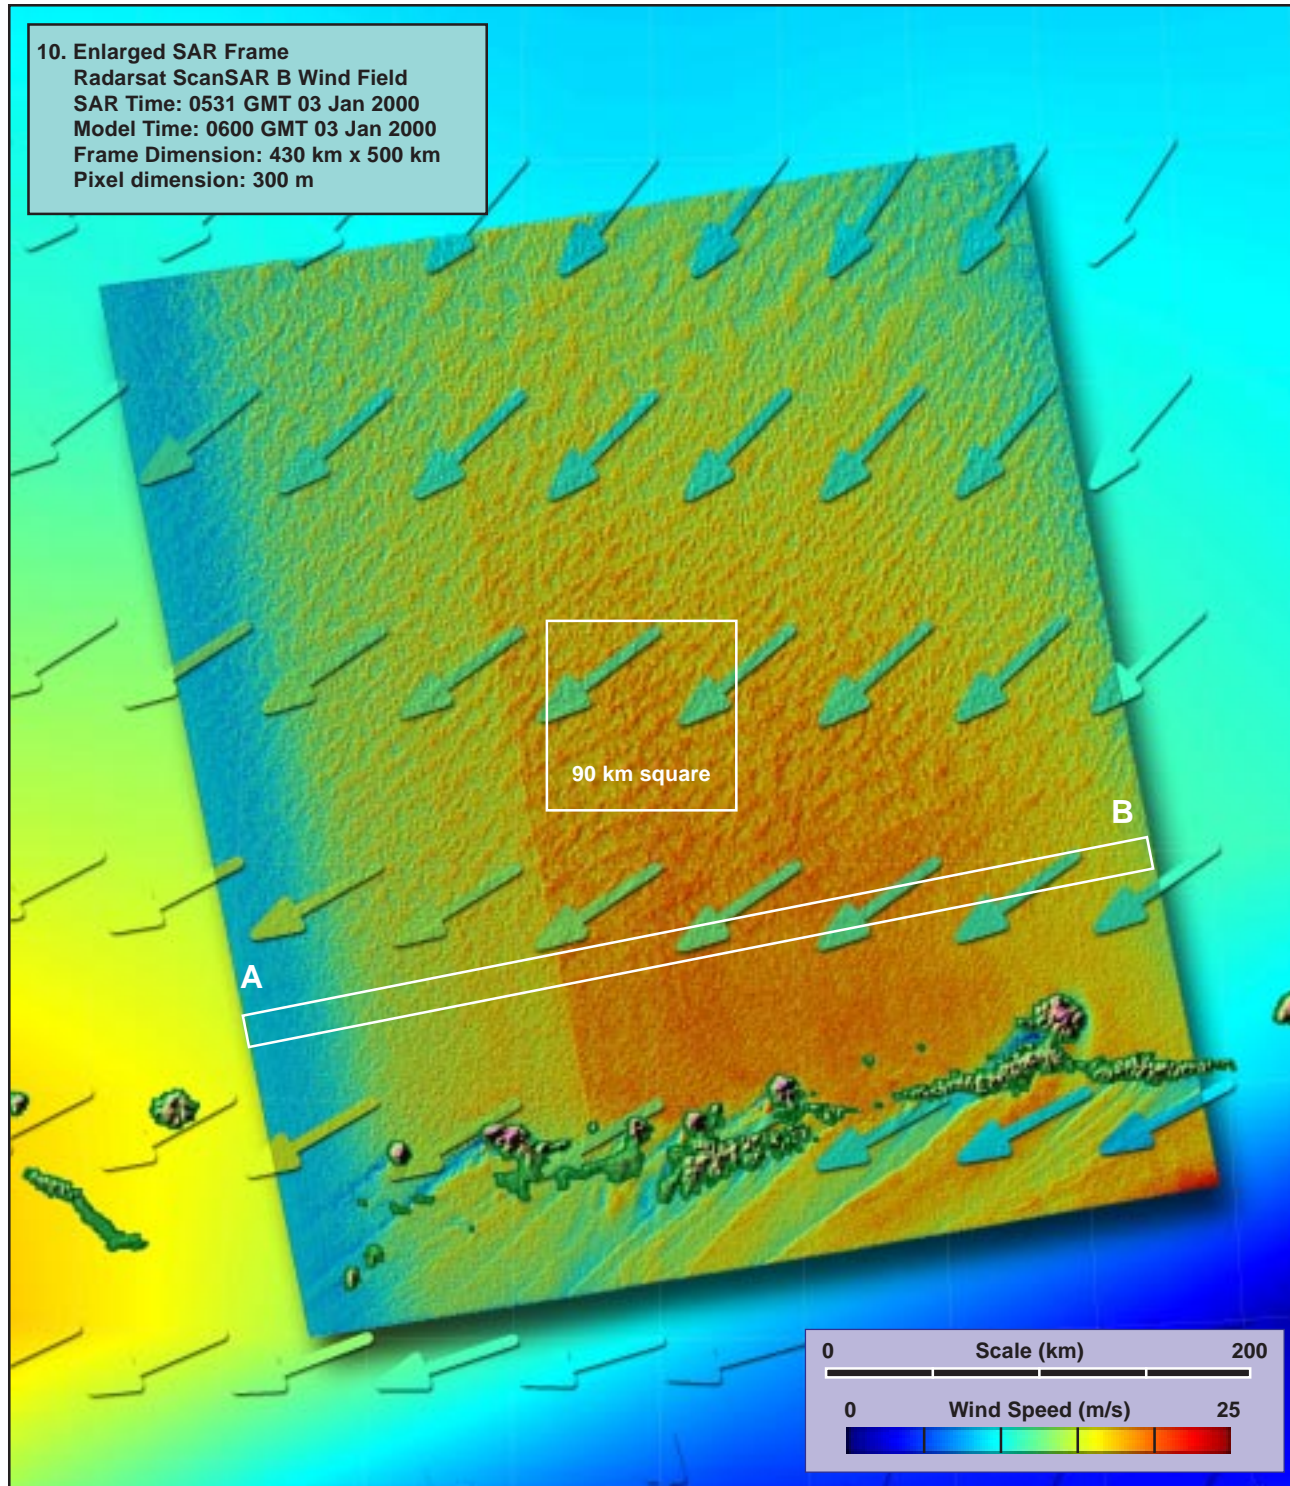 10. Enlarged SAR Frame
Radarsat ScanSAR B Wind Field
SAR Time: 0531 GMT 03 Jan 2000
Model Time: 0600 GMT 03 Jan 2000
Frame Dimension: 430 km x 500 km
Pixel dimension: 300 m
90 km square
B
A
0 Scale (km) 200
0 Wind Speed (m/s) 25